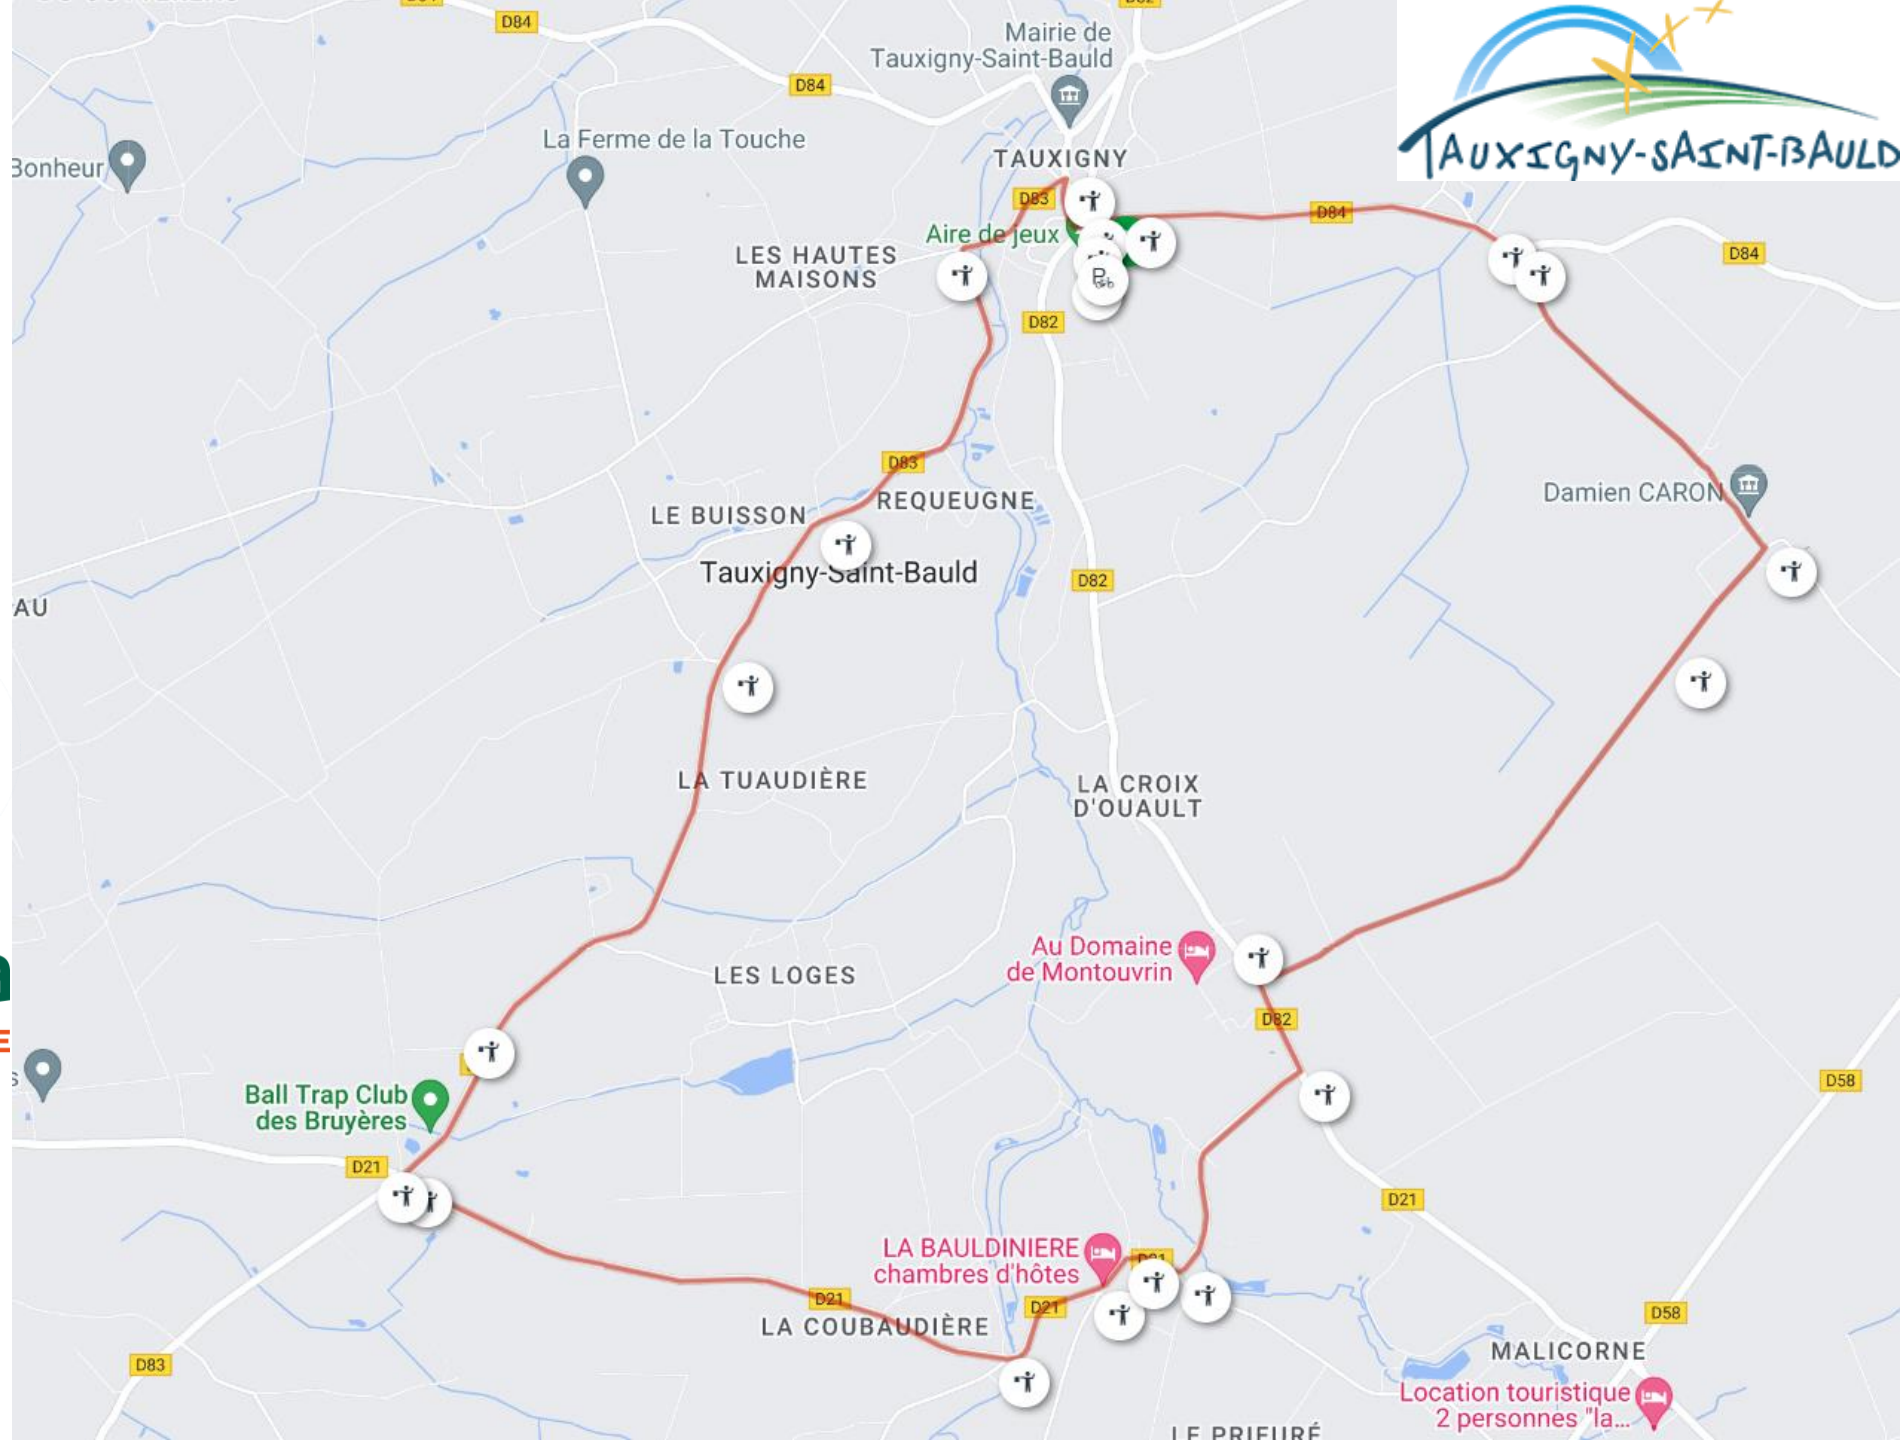 D84
D84
Mairie de
Tauxigny-Saint-Bauld
TAUXIGNY-SAINT-BAULD
Bonheur
La Ferme de la Touche
TAUXIGNY
D83
D84
Aire de jeux
LES HAUTES
MAISONS
D84
P
D82
D83
Damien CARON
LE BUISSON
REQUEUGNE
Tauxigny-Saint-Bauld
D82
AU
LA TUAUDIÈRE
LA CROIX
D'OUAULT
Au Domaine
de Montouvrin
LES LOGES
D82
E
s
D58
Ball Trap Club
des Bruyères
D21
D21
LA BAULDINIERE
chambres d'hôtes
D21
D21
D58
LA COUBAUDIÈRE
MALICORNE
D83
Location touristique
2 personnes "la...
LE PRIEURÉ